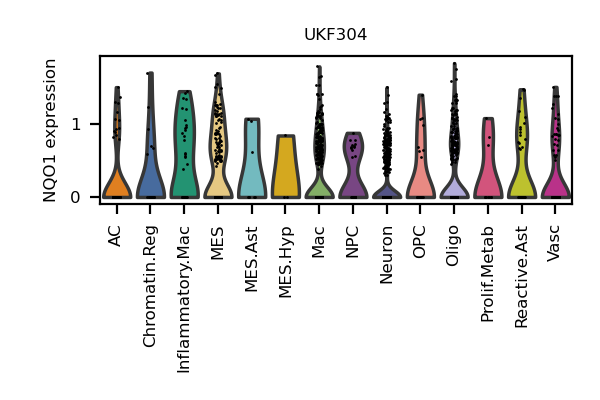 UKF304
NQO1 expression
1
0
AC
Chromatin.Reg
Inflammatory.Mac
MES
MES.Ast
MES.Hyp
Mac
NPC
Neuron
OPC
Oligo
Prolif.Metab
Reactive.Ast
Vasc